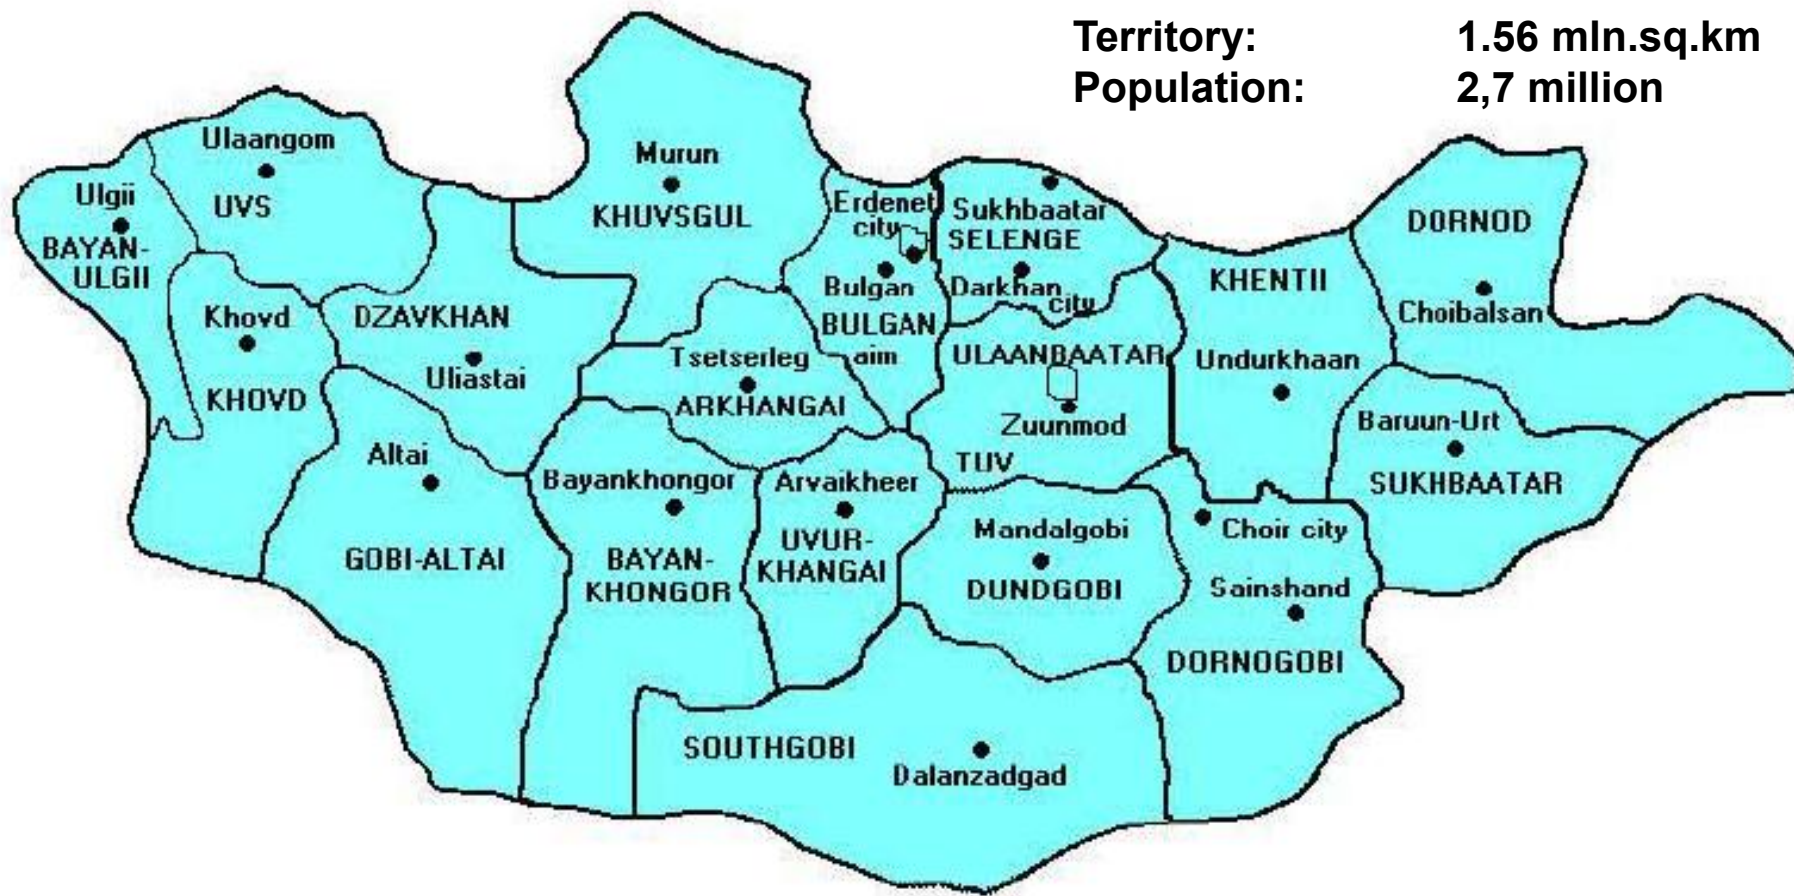 Territory: 1.56 mln.sq.km
Population: 2,7 million
Ulaangom
UVS
Ulgii
BAYAN-
ULGII
Khovd
KHOVD
DZAVKHAN
Uliastai
Murun
KHUVSGUL
Erdenet
city
Bulgan
BULGAN
aim
Sukhbaatar
SELENGE
Darkhan
city
Tsetserleg
ARKHANGAI
ULAANBAATAR
Zuunmod
TUV
KHENTII
Undurkhaan
DORNOD
Choibalsan
Baruun-Urt
SUKHBAATAR
Altai
GOBI-ALTAI
Bayankhongor
BAYAN-
KHONGOR
Arvaikheer
UVUR-
KHANGAI
Mandalgobi
DUNDGOBI
Choir city
Sainshand
DORNOGOBI
SOUTHGOBI
Dalanzadgad